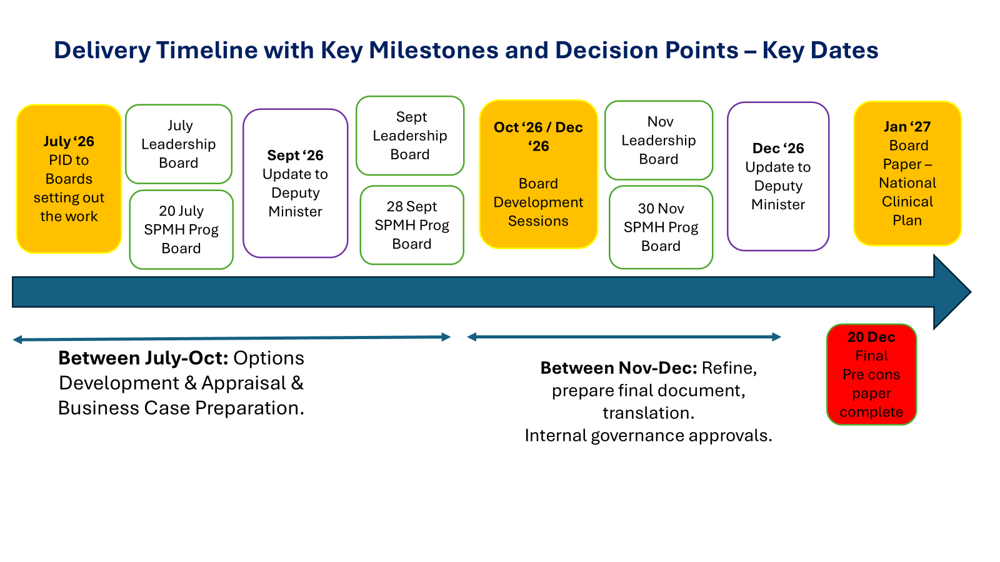 Delivery Timeline with Key Milestones and Decision Points – Key Dates
July ‘26
PID to
Boards
setting out
the work
July
Leadership
Board
20 July
SPMH Prog
Board
Sept ‘26
Update to
Deputy
Minister
Sept
Leadership
Board
28 Sept
SPMH Prog
Board
Oct ‘26 / Dec
‘26
Board
Development
Sessions
Nov
Leadership
Board
30 Nov
SPMH Prog
Board
Dec ‘26
Update to
Deputy
Minister
Jan ‘27
Board
Paper –
National
Clinical
Plan
Between July-Oct: Options
Development & Appraisal &
Business Case Preparation.
Between Nov-Dec: Refine,
prepare final document,
translation.
Internal governance approvals.
20 Dec
Final
Pre cons
paper
complete